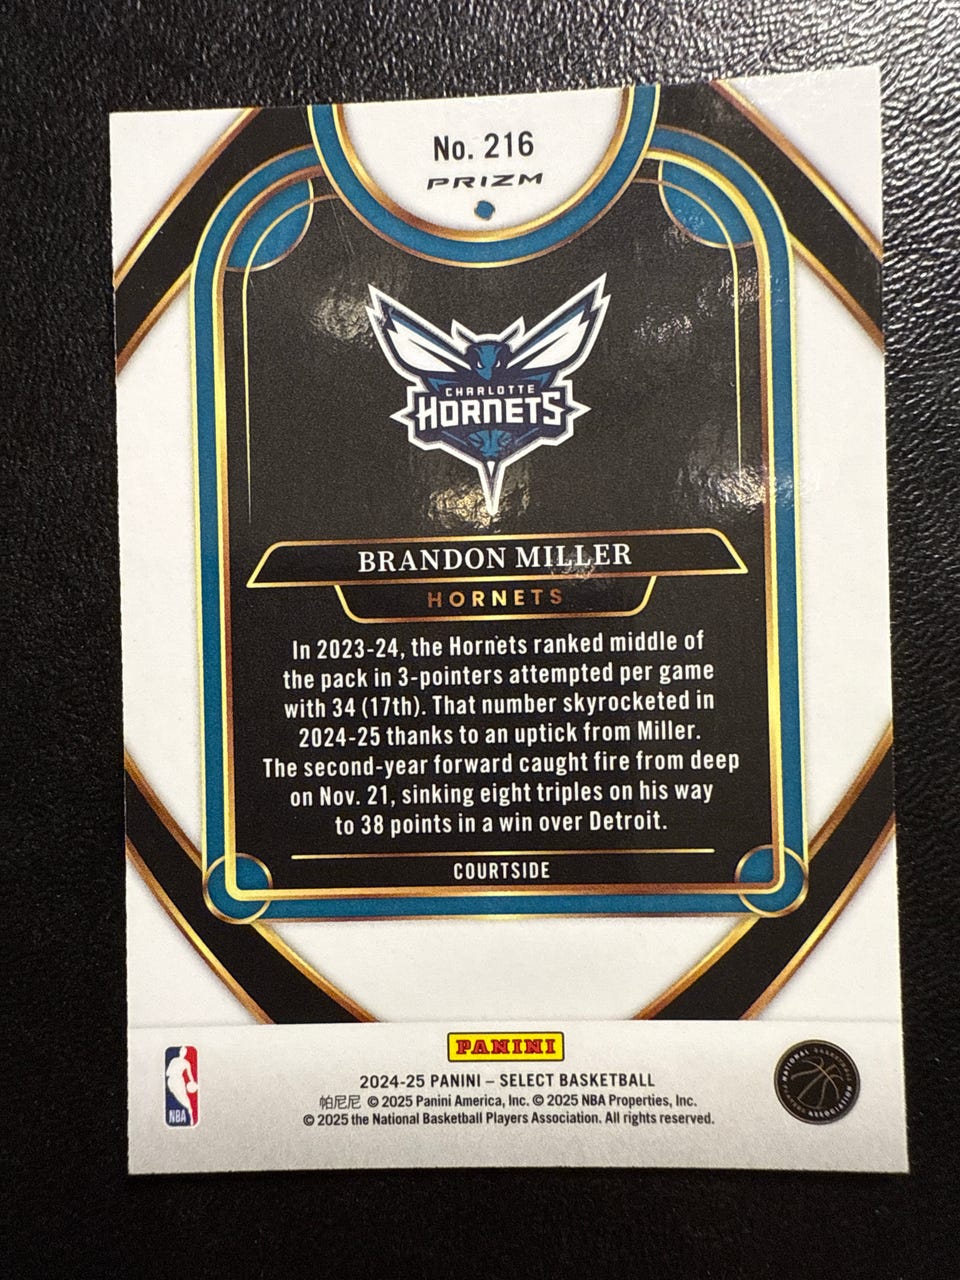 No. 216
PRIZM
CHARLOTTE
HORNETS
BRANDON MILLER
HORNETS
In 2023-24, the Hornets ranked middle of
the pack in 3-pointers attempted per game
with 34 (17th). That number skyrocketed in
2024-25 thanks to an uptick from Miller.
The second-year forward caught fire from deep
on Nov. 21, sinking eight triples on his way
to 38 points in a win over Detroit.
COURTSIDE
PANINI
2024-25 PANINI – SELECT BASKETBALL
帕尼尼 © 2025 Panini America, Inc. © 2025 NBA Properties, Inc.
© 2025 the National Basketball Players Association. All rights reserved.
NBA
NATIONAL BASKETBALL PLAYERS ASSOCIATION